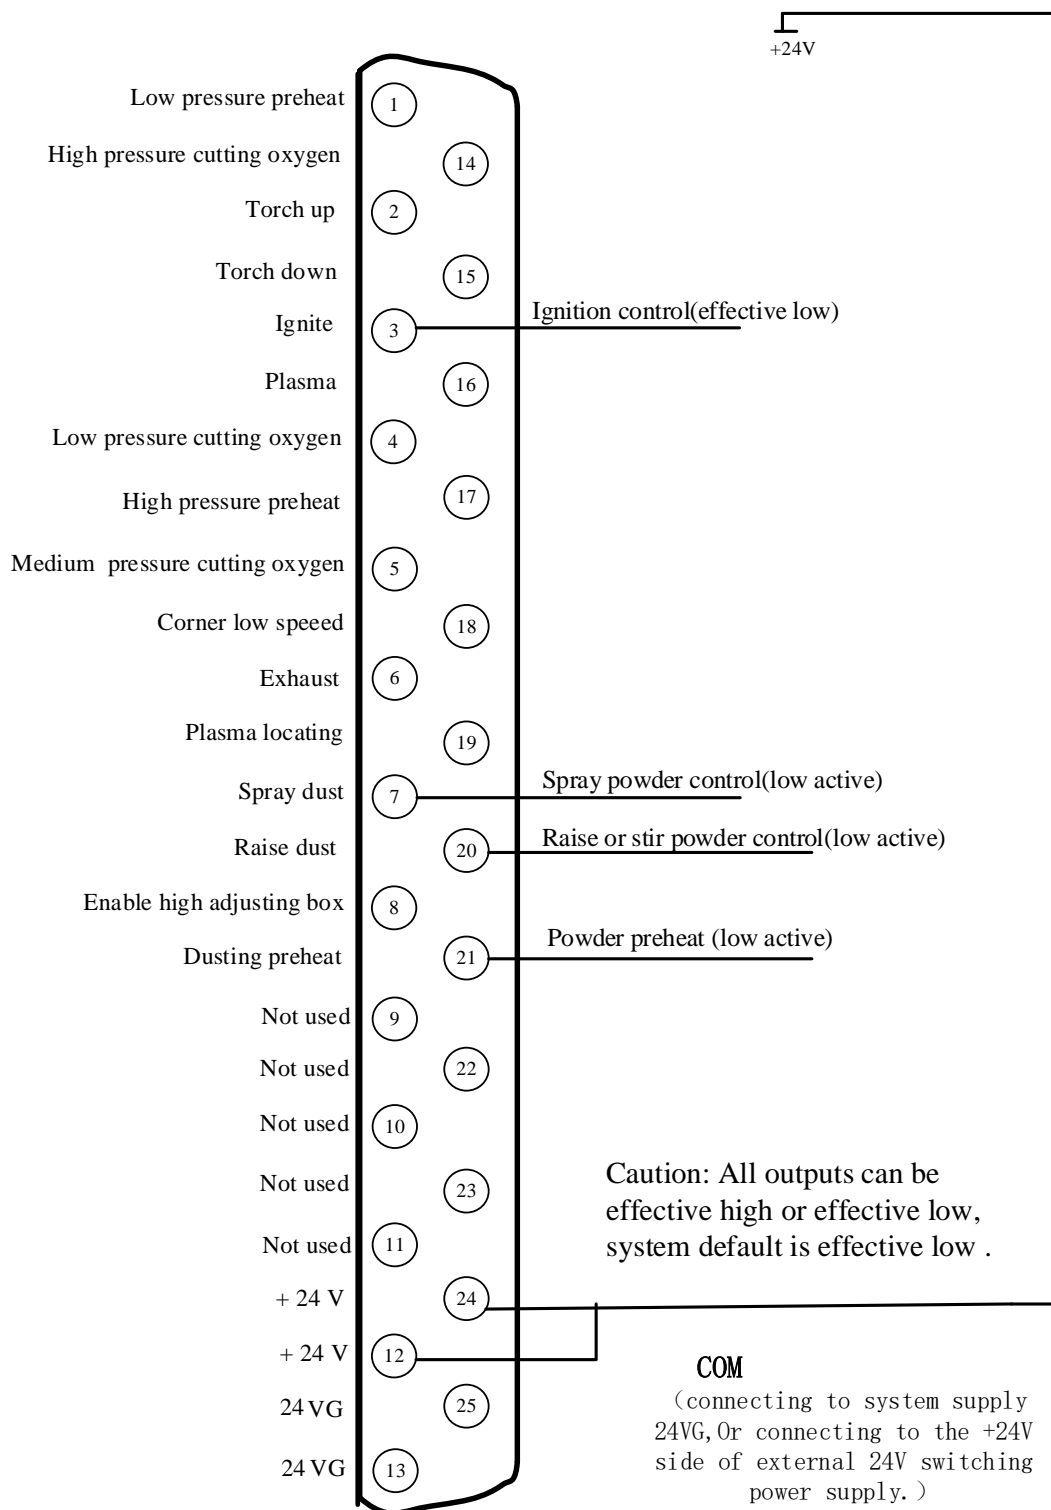 +24V
Low pressure preheat 1
High pressure cutting oxygen 14
Torch up 2
Torch down 15
Ignite 3 Ignition control(effective low)
Plasma 16
Low pressure cutting oxygen 4
High pressure preheat 17
Medium pressure cutting oxygen 5
Corner low speeed 18
Exhaust 6
Plasma locating 19
Spray dust 7 Spray powder control(low active)
Raise dust 20 Raise or stir powder control(low active)
Enable high adjusting box 8
Dusting preheat 21 Powder preheat (low active)
Not used 9
Not used 22
Not used 10
Not used 23
Not used 11
Caution: All outputs can be
effective high or effective low,
system default is effective low .
+ 24 V 24
+ 24 V 12
24 VG 25
24 VG 13
COM
（connecting to system supply
24VG,Or connecting to the +24V
side of external 24V switching
power supply.）